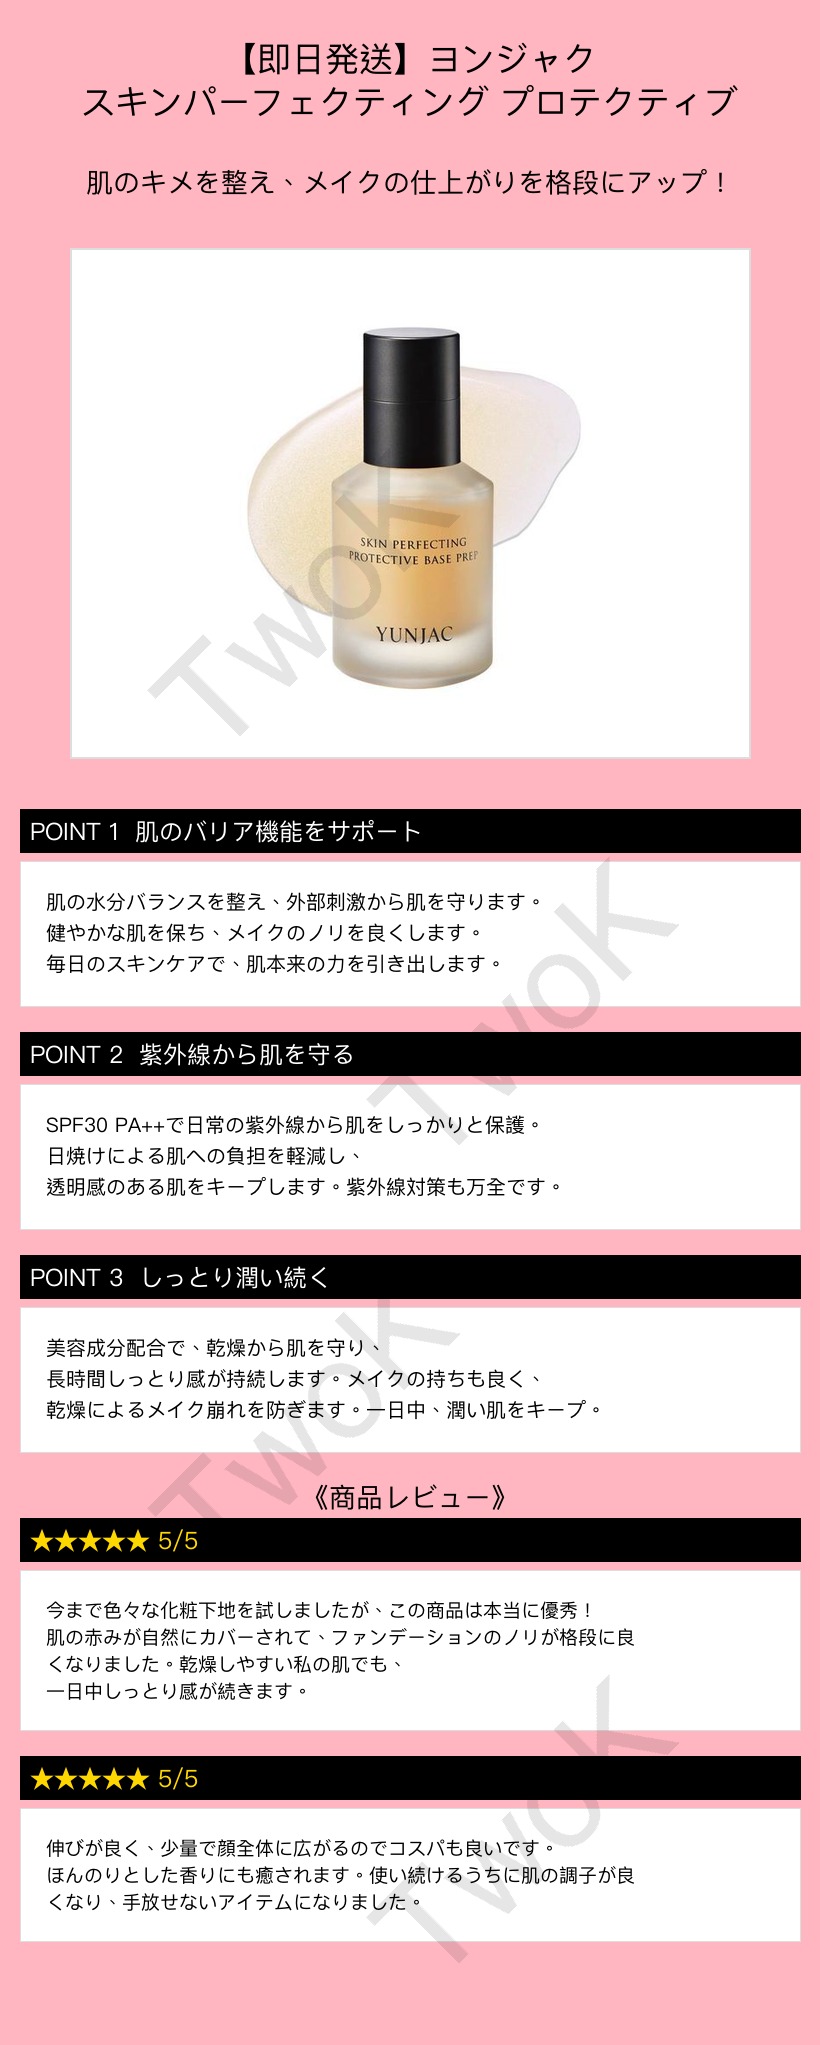 【即日発送】ヨンジャク
スキンパーフェクティング プロテクティブ
肌のキメを整え、メイクの仕上がりを格段にアップ！
SKIN PERFECTING
PROTECTIVE BASE PREP
YUNJAC
TwoK
POINT 1 肌のバリア機能をサポート
肌の水分バランスを整え、外部刺激から肌を守ります。
健やかな肌を保ち、メイクのノリを良くします。
毎日のスキンケアで、肌本来の力を引き出します。
TwoK
POINT 2 紫外線から肌を守る
SPF30 PA++で日常の紫外線から肌をしっかりと保護。
日焼けによる肌への負担を軽減し、
透明感のある肌をキープします。紫外線対策も万全です。
POINT 3 しっとり潤い続く
美容成分配合で、乾燥から肌を守り、
長時間しっとり感が持続します。メイクの持ちも良く、
乾燥によるメイク崩れを防ぎます。一日中、潤い肌をキープ。
TwoK
《商品レビュー》
★★★★★ 5/5
今まで色々な化粧下地を試しましたが、この商品は本当に優秀！
肌の赤みが自然にカバーされて、ファンデーションのノリが格段に良
くなりました。乾燥しやすい私の肌でも、
一日中しっとり感が続きます。
★★★★★ 5/5
伸びが良く、少量で顔全体に広がるのでコスパも良いです。
ほんのりとした香りにも癒されます。使い続けるうちに肌の調子が良
くなり、手放せないアイテムになりました。
TwoK